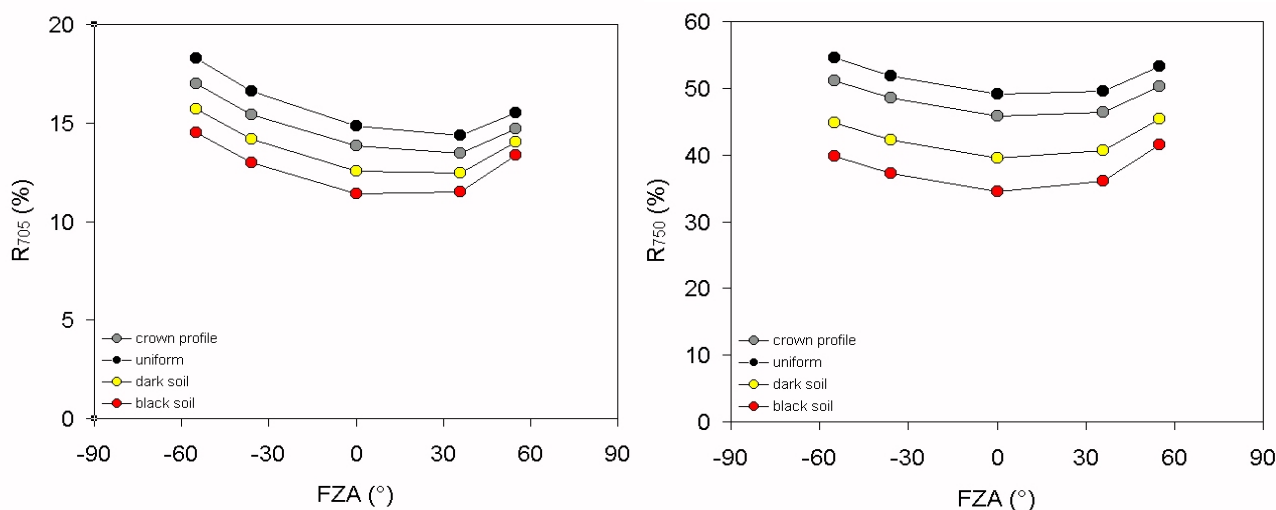 20
15
10
5
0
R705 (%)
crown profile
uniform
dark soil
black soil
-90 -60 -30 0 30 60 90
FZA (°)
60
50
40
30
20
10
0
R750 (%)
crown profile
uniform
dark soil
black soil
-90 -60 -30 0 30 60 90
FZA (°)